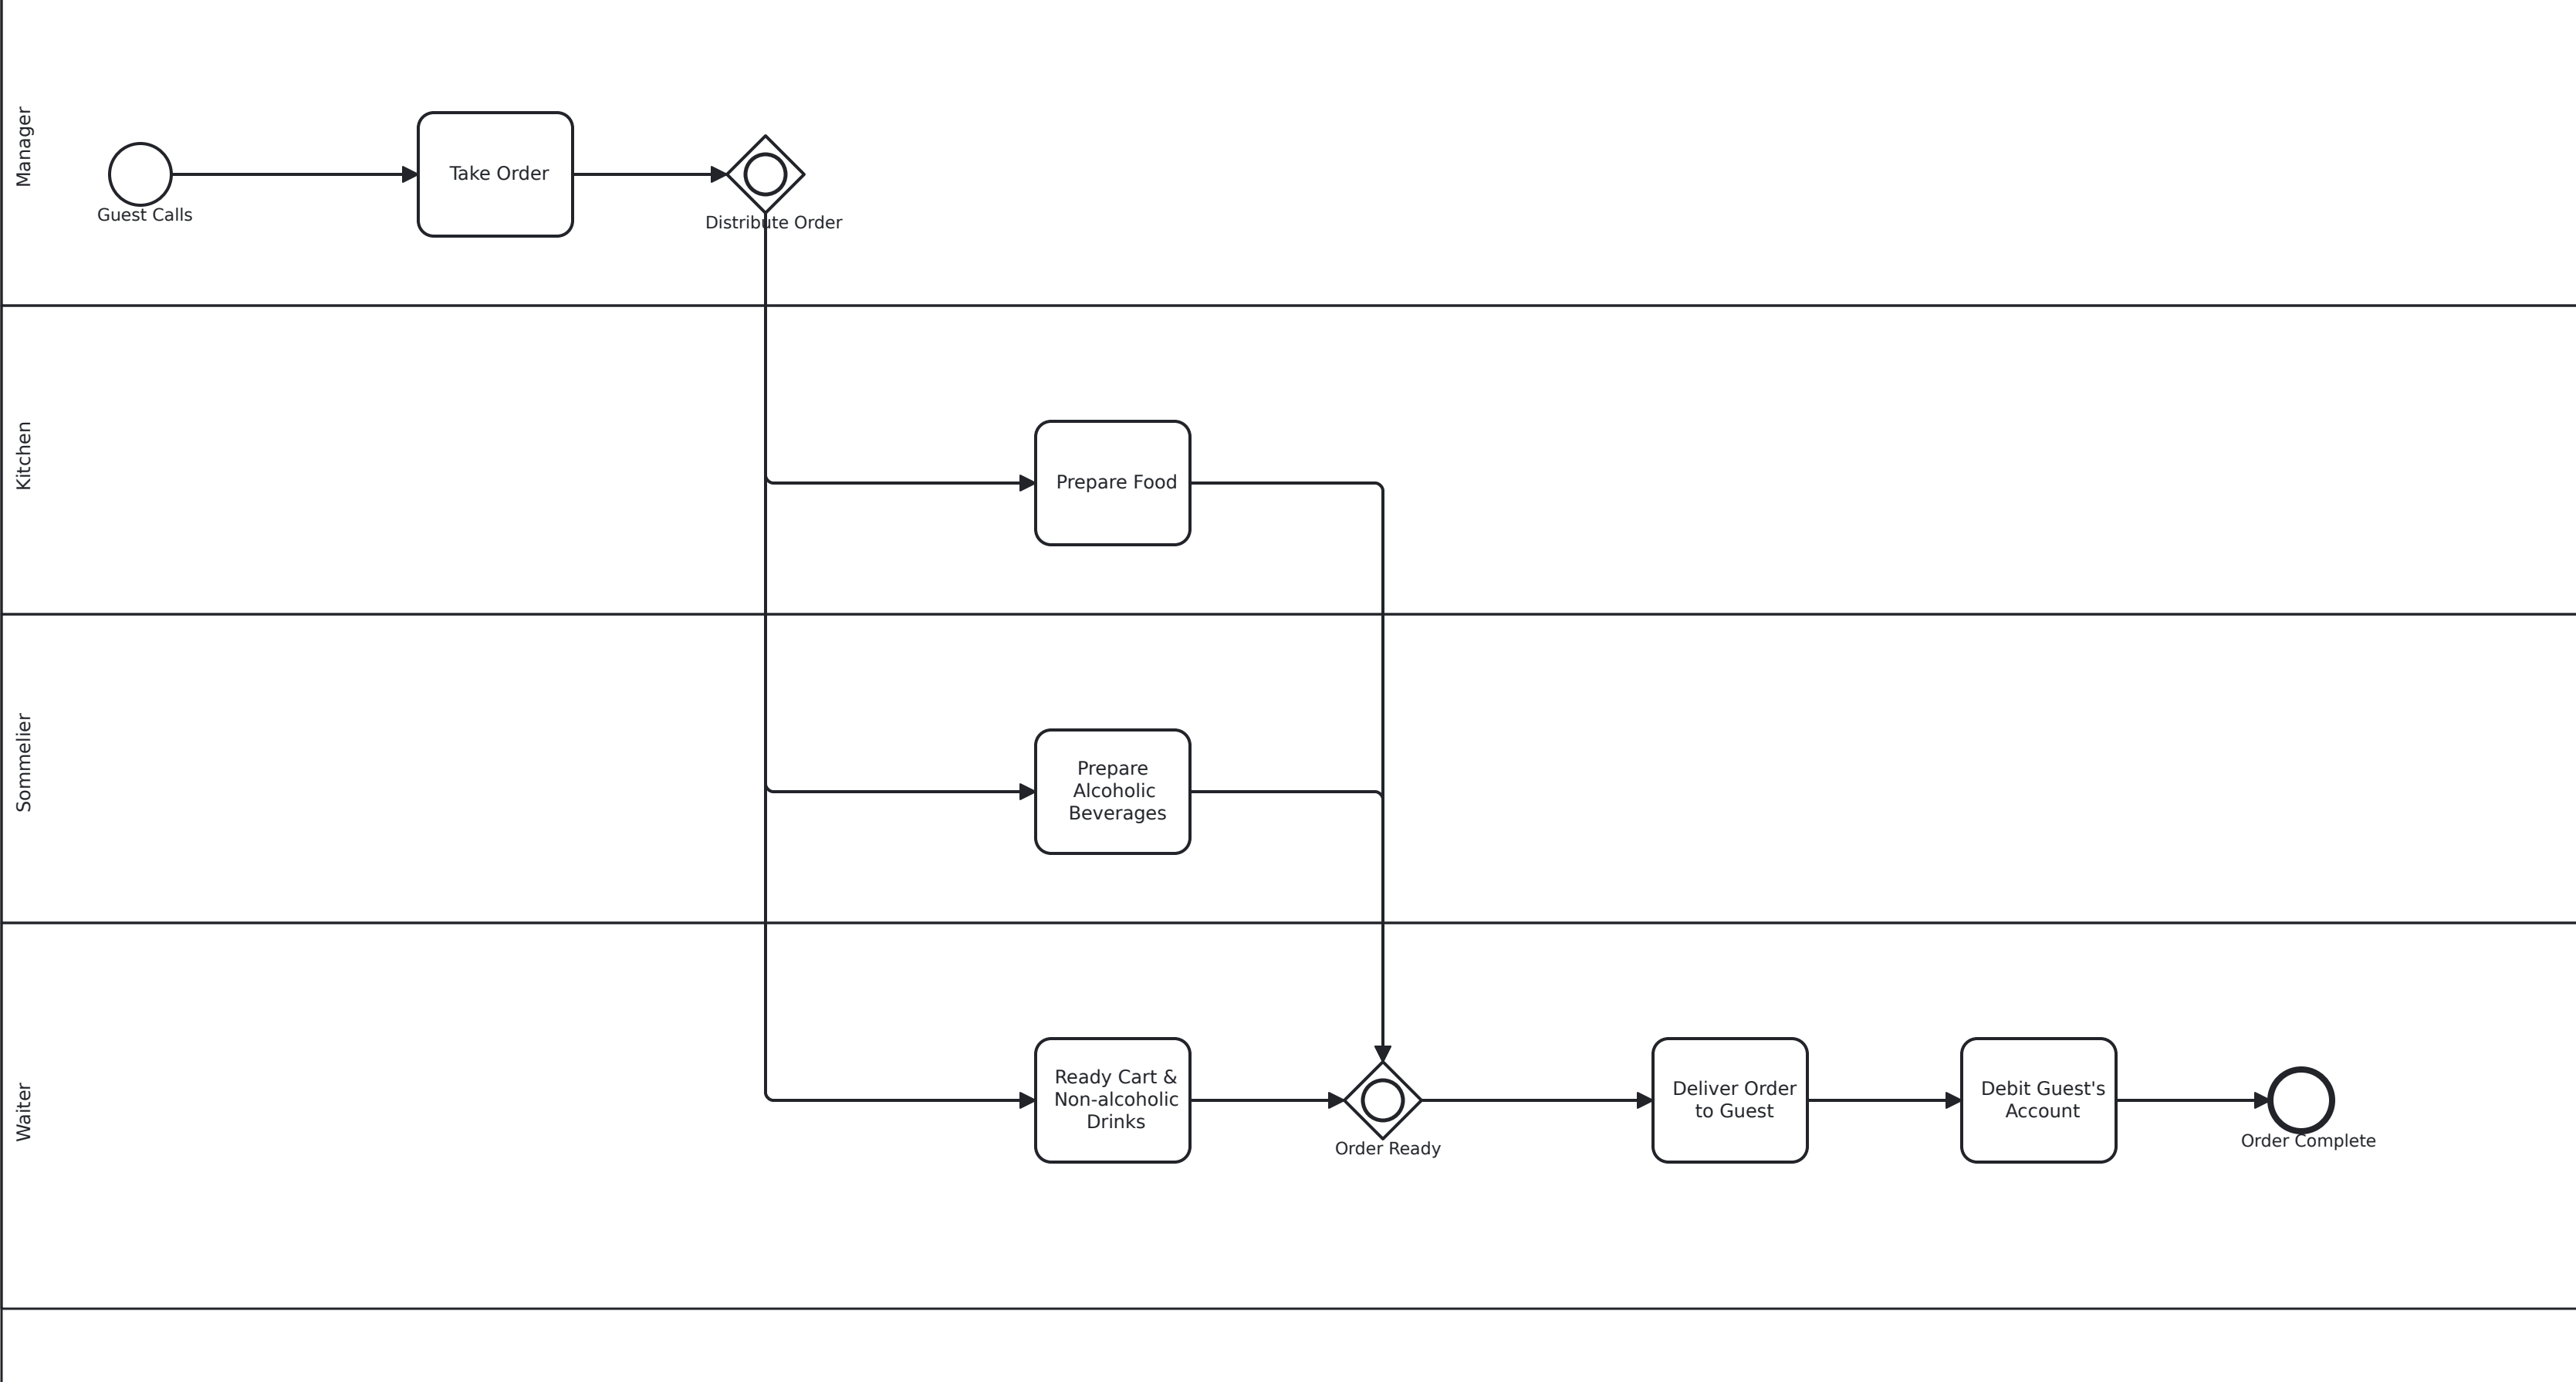 Manager
Guest Calls
Take Order
Distribute Order
Kitchen
Prepare Food
Sommelier
Prepare
Alcoholic
Beverages
Waiter
Ready Cart &
Non-alcoholic
Drinks
Order Ready
Deliver Order
to Guest
Debit Guest's
Account
Order Complete